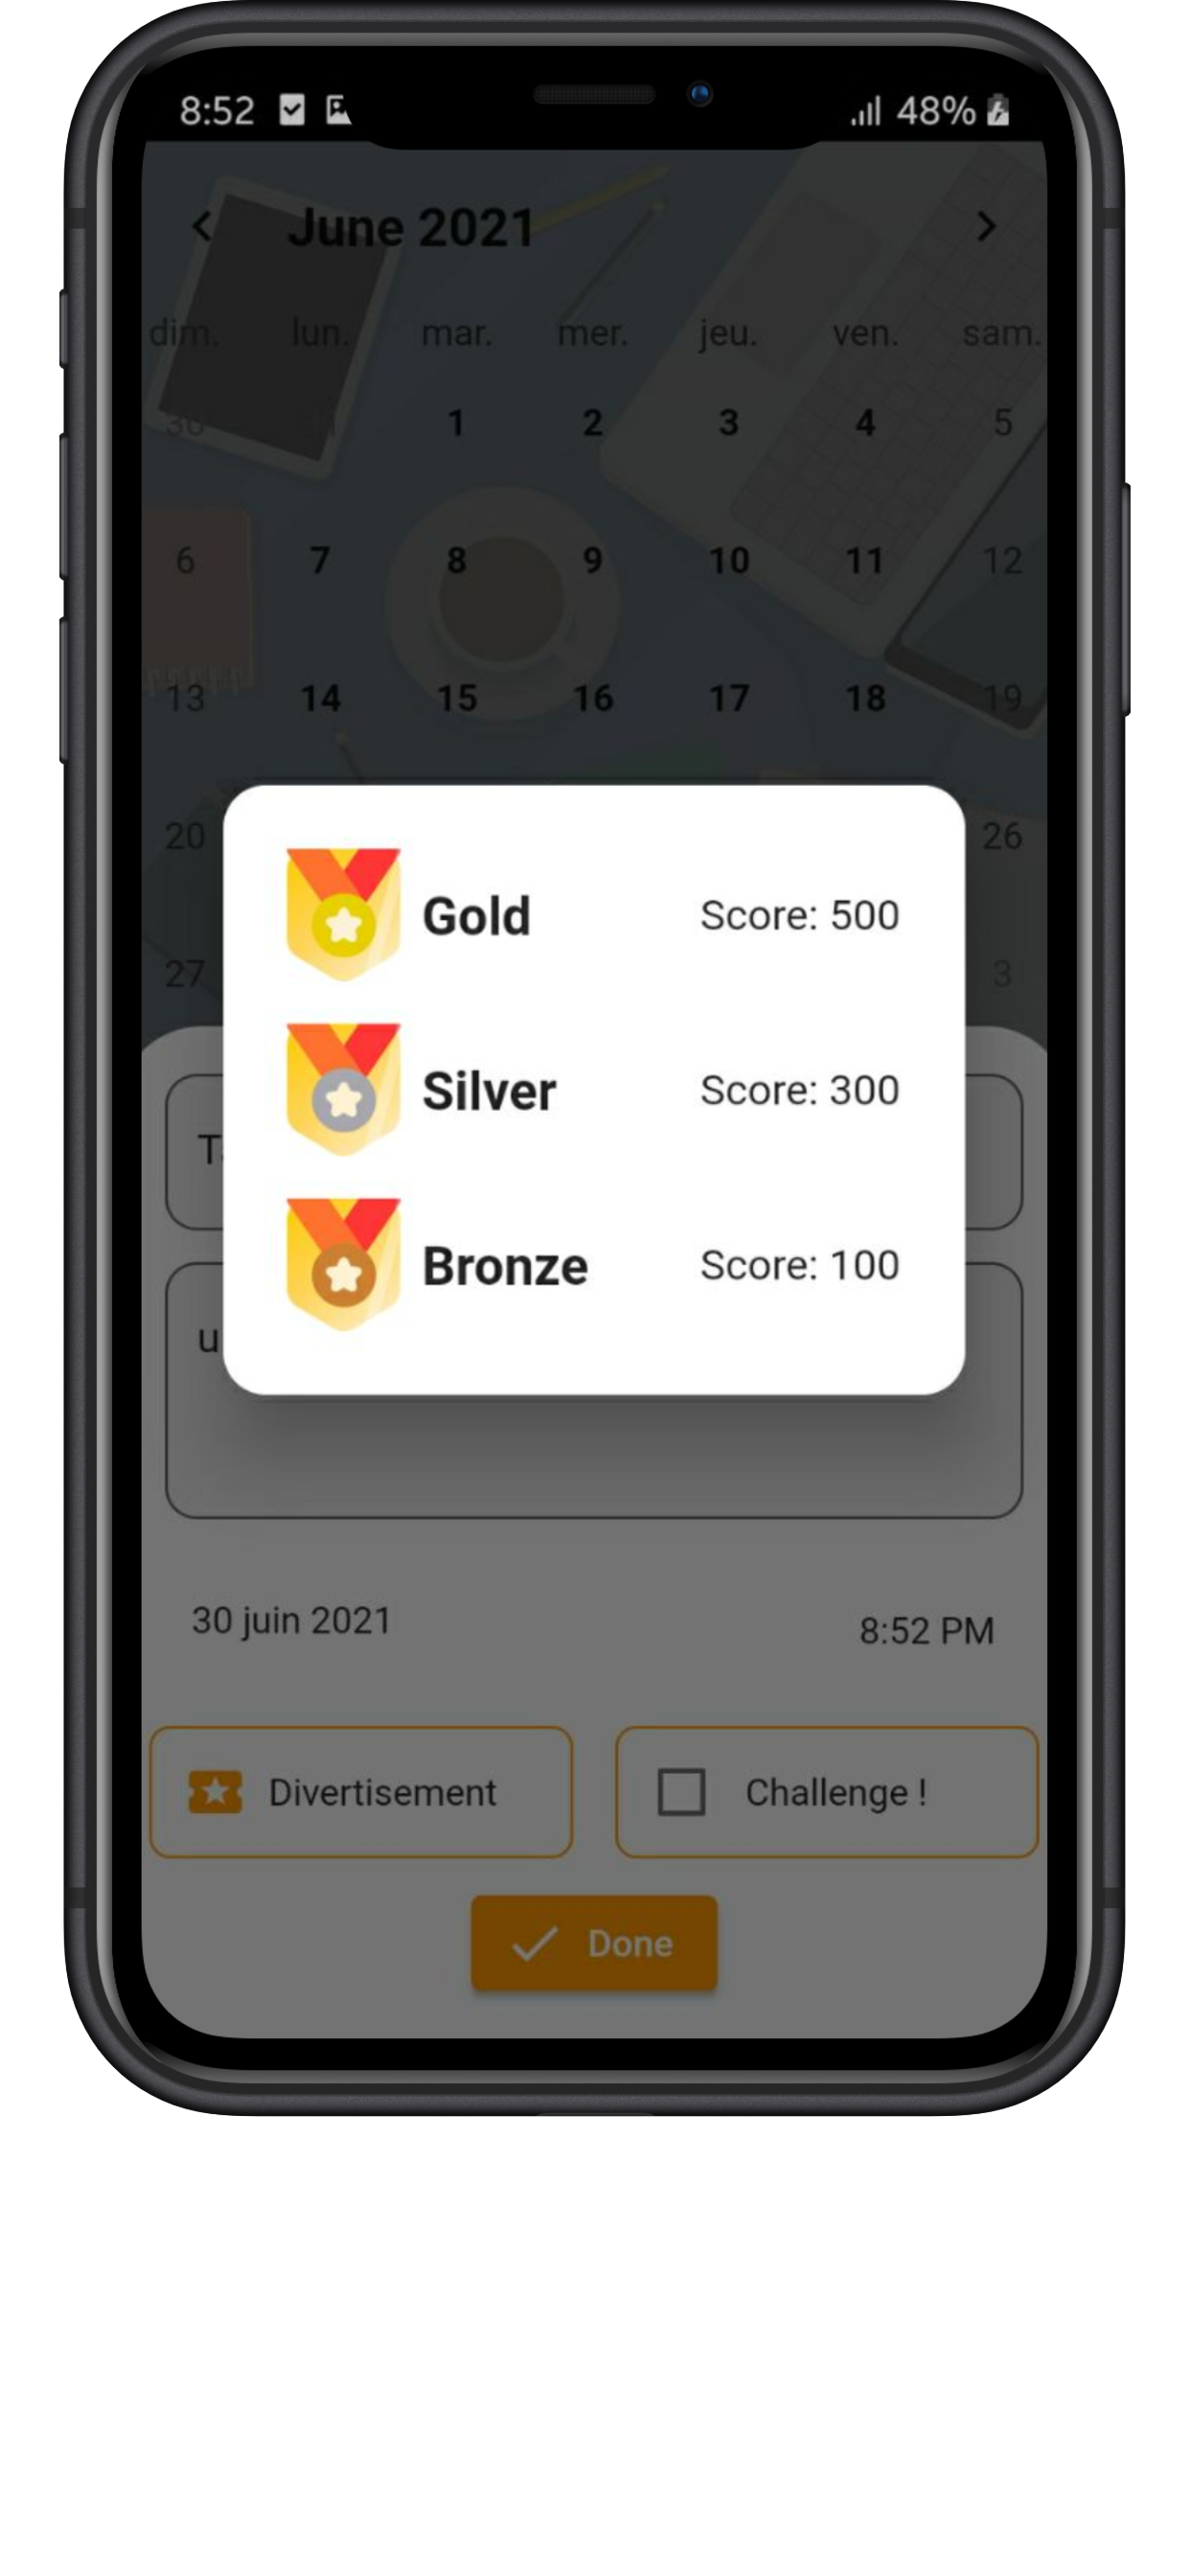 8:52 48%
June 2021
dim. lun. mar. mer. jeu. ven. sam.
30 1 2 3 4 5
6 7 8 9 10 11 12
13 14 15 16 17 18 19
20 26
27 3
Gold Score: 500
Silver Score: 300
Bronze Score: 100
30 juin 2021 8:52 PM
Divertisement Challenge !
Done